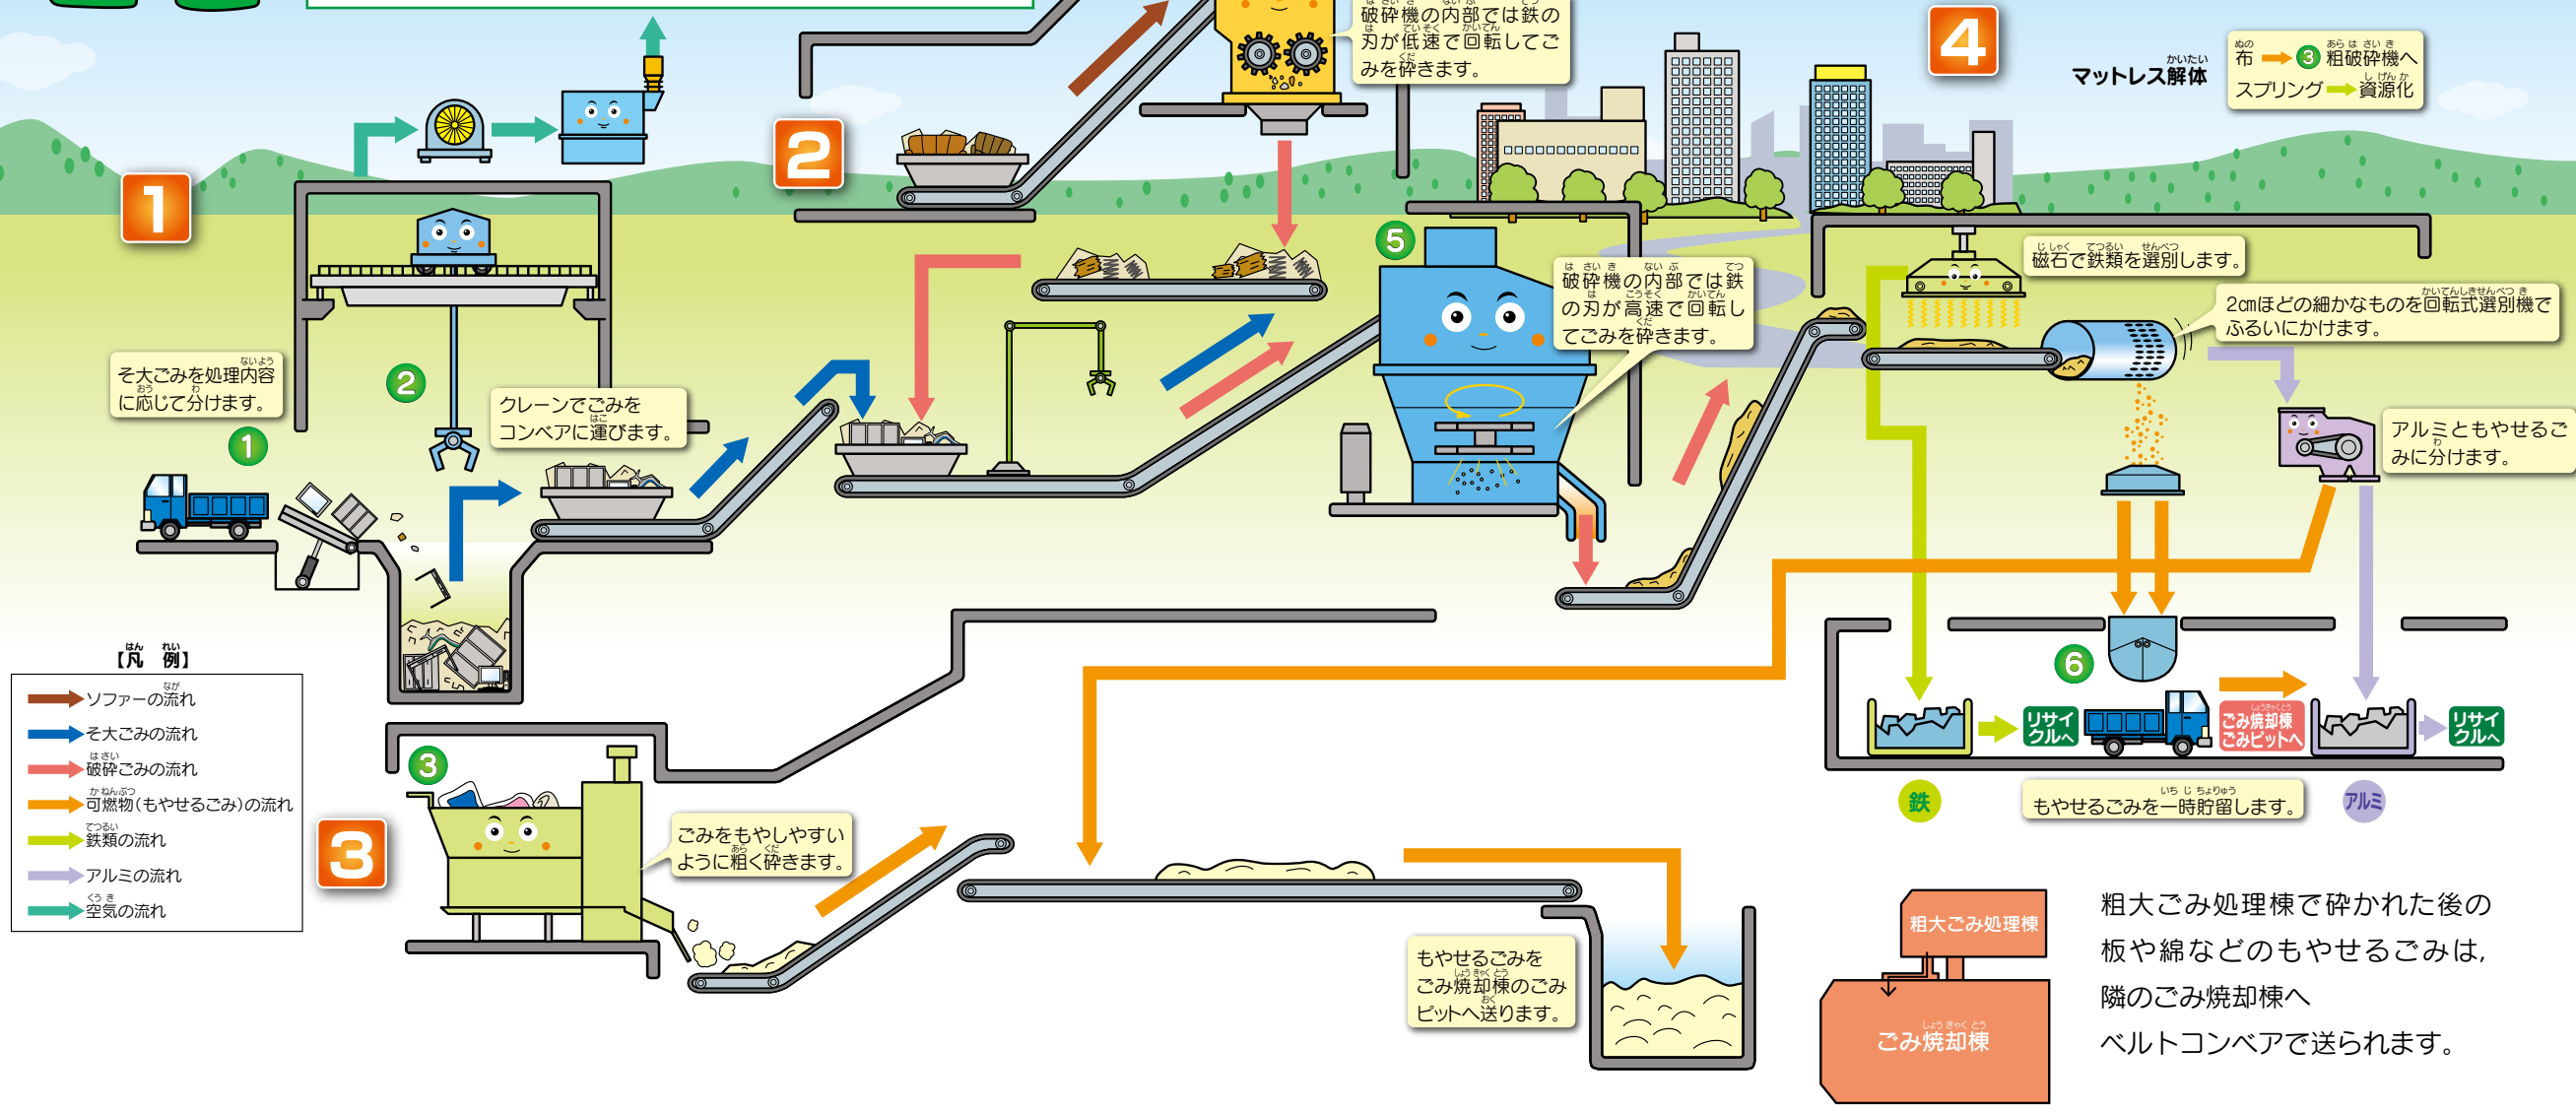 破砕機の内部では鉄の
刃が低速で回転してご
みを砕きます。
4
マットレス解体
布 3 粗破砕機へ
スプリング 資源化
1
2
そ大ごみを処理内容
に応じて分けます。
1
2
クレーンでごみを
コンベアに運びます。
5
破砕機の内部では鉄
の刃が高速で回転し
てごみを砕きます。
磁石で鉄類を選別します。
2cmほどの細かなものを回転式選別機で
ふるいにかけます。
アルミともやせるご
みに分けます。
【凡 例】
ソファーの流れ
そ大ごみの流れ
破砕ごみの流れ
可燃物(もやせるごみ)の流れ
鉄類の流れ
アルミの流れ
空気の流れ
3
3
ごみをもやしやすい
ように粗く砕きます。
もやせるごみを
ごみ焼却棟のごみ
ピットへ送ります。
6
リサイ
クルへ
ごみ焼却棟
ごみピットへ
リサイ
クルへ
鉄
もやせるごみを一時貯留します。
アルミ
粗大ごみ処理棟
ごみ焼却棟
粗大ごみ処理棟で砕かれた後の
板や綿などのもやせるごみは,
隣のごみ焼却棟へ
ベルトコンベアで送られます。